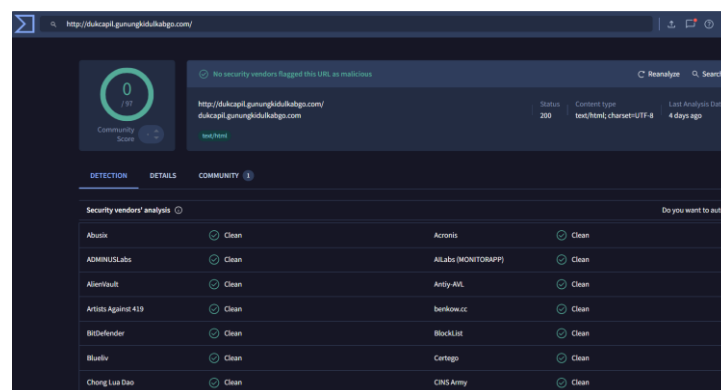 http://dukcapil.gunungkidulkabgo.com/
0
/ 97
Community
Score
No security vendors flagged this URL as malicious
Reanalyze
Search
http://dukcapil.gunungkidulkabgo.com/
dukcapil.gunungkidulkabgo.com
text/html
Status
200
Content type
text/html; charset=UTF-8
Last Analysis Dat
4 days ago
DETECTION DETAILS COMMUNITY 1
Security vendors' analysis
Do you want to aut
Abusix Clean Acronis Clean
ADMINUSLabs Clean AILabs (MONITORAPP) Clean
AlienVault Clean Antiy-AVL Clean
Artists Against 419 Clean benkow.cc Clean
BitDefender Clean BlockList Clean
Blueliv Clean Certego Clean
Chong Lua Dao Clean CINS Army Clean